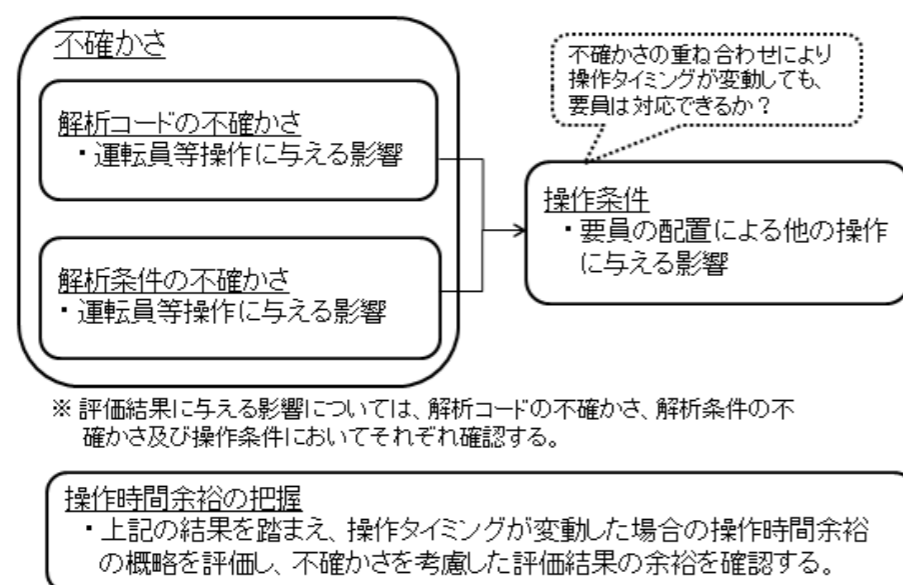 不確かさ
解析コードの不確かさ
・運転員等操作に与える影響
解析条件の不確かさ
・運転員等操作に与える影響
不確かさの重ね合わせにより
操作タイミングが変動しても、
要員は対応できるか？
操作条件
・要員の配置による他の操作
に与える影響
※ 評価結果に与える影響については、解析コードの不確かさ、解析条件の不
確かさ及び操作条件においてそれぞれ確認する。
操作時間余裕の把握
・上記の結果を踏まえ、操作タイミングが変動した場合の操作時間余裕
の概略を評価し、不確かさを考慮した評価結果の余裕を確認する。